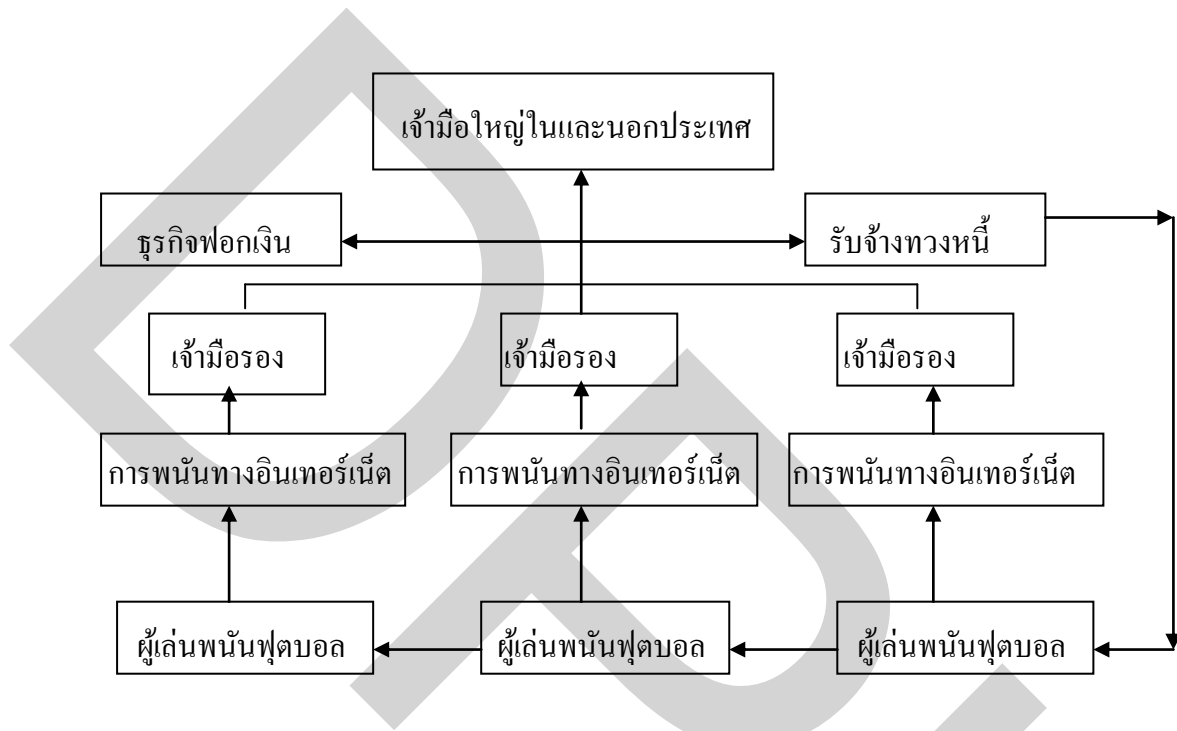 เจ้ามือใหญ่ในและนอกประเทศ
ธุรกิจฟอกเงิน
รับจ้างทวงหนี้
เจ้ามือรอง
เจ้ามือรอง
เจ้ามือรอง
การพนันทางอินเทอร์เน็ต
การพนันทางอินเทอร์เน็ต
การพนันทางอินเทอร์เน็ต
ผู้เล่นพนันฟุตบอล
ผู้เล่นพนันฟุตบอล
ผู้เล่นพนันฟุตบอล